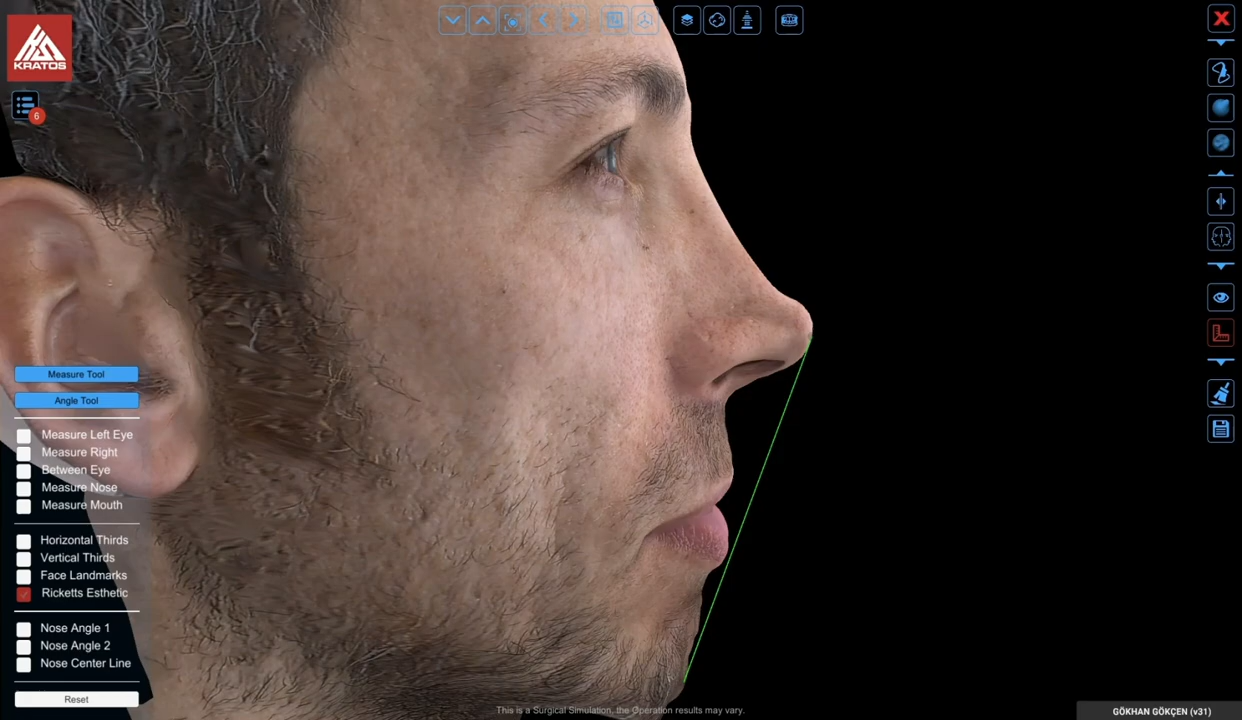 KRATOS
6
Measure Tool
Angle Tool
Measure Left Eye
Measure Right
Between Eye
Measure Nose
Measure Mouth
Horizontal Thirds
Vertical Thirds
Face Landmarks
Ricketts Esthetic
Nose Angle 1
Nose Angle 2
Nose Center Line
Reset
This is a Surgical Simulation, the Operation results may vary.
GÖKHAN GÖKÇEN (v31)